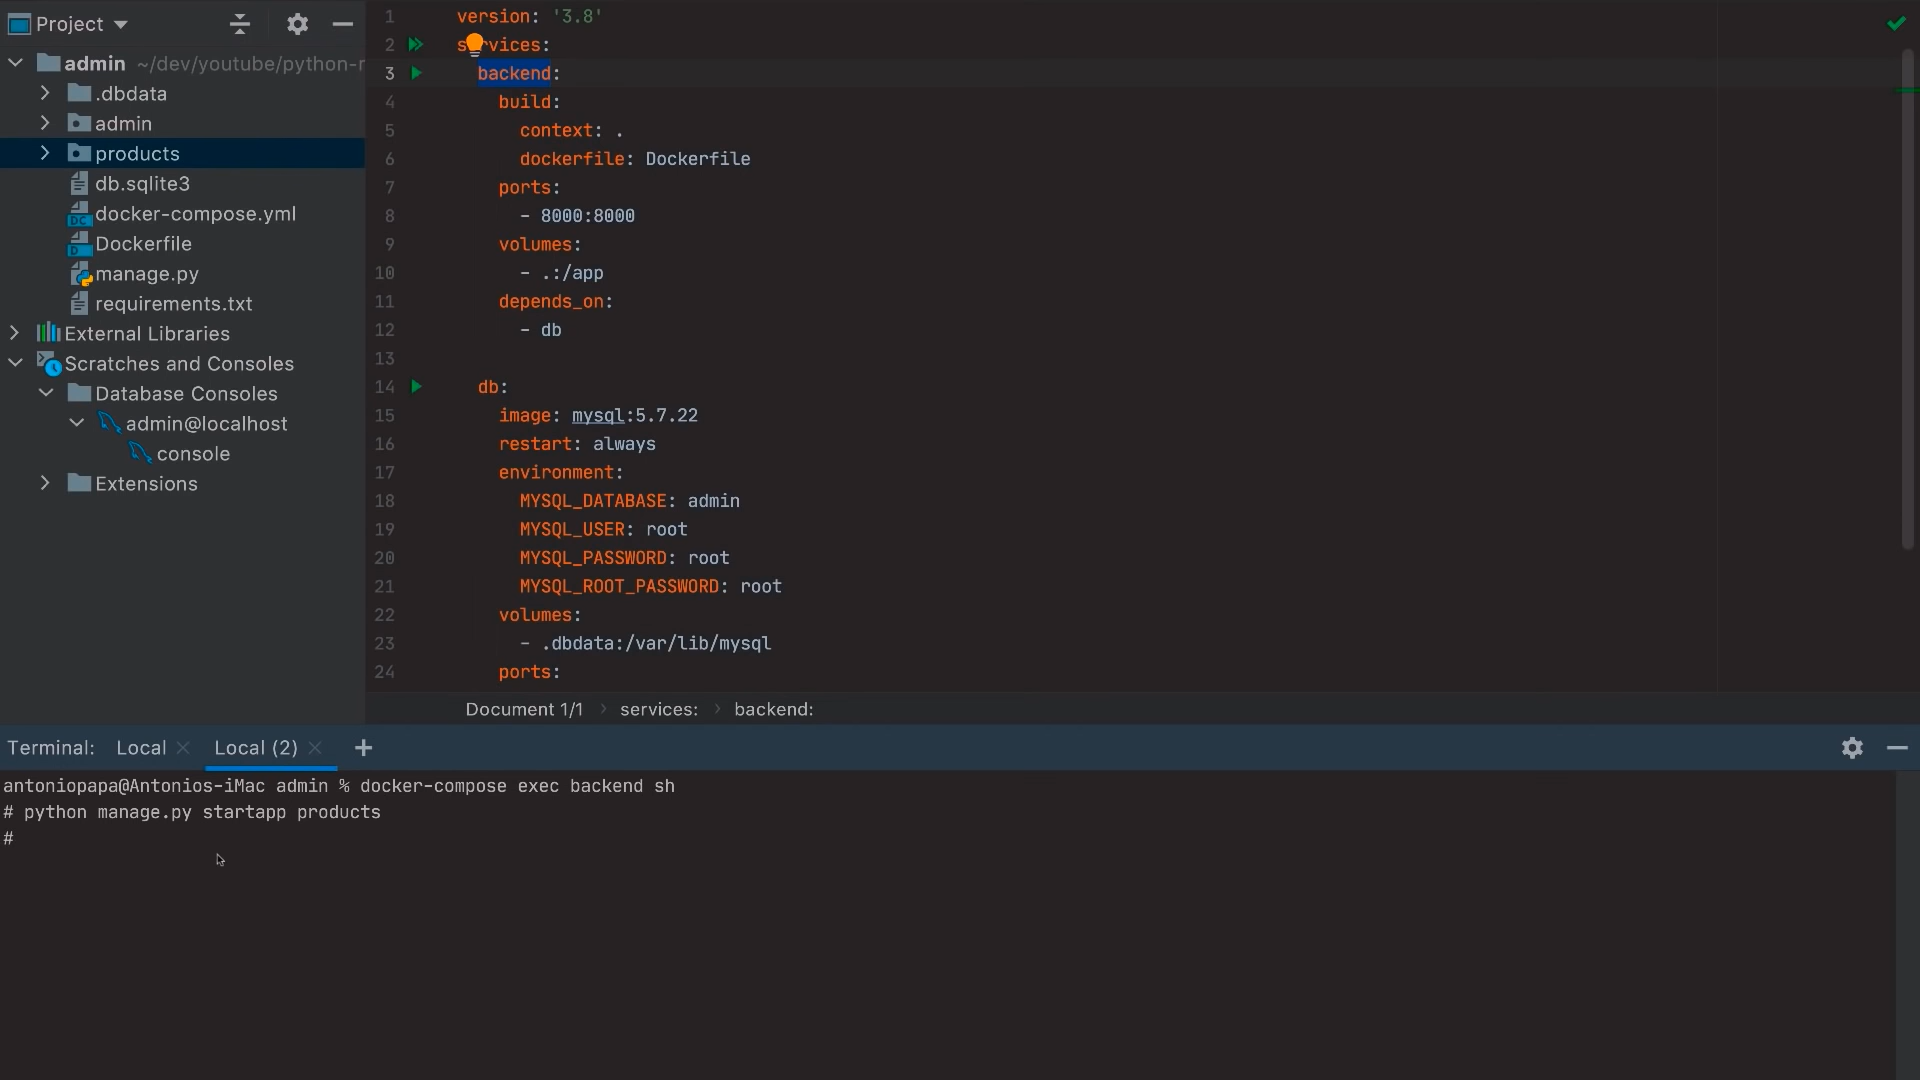 Project
admin ~/dev/youtube/python-r
.dbdata
admin
products
db.sqlite3
docker-compose.yml
Dockerfile
manage.py
requirements.txt
External Libraries
Scratches and Consoles
Database Consoles
admin@localhost
console
Extensions
1 version: '3.8'
2 services:
3 backend:
4 build:
5 context: .
6 dockerfile: Dockerfile
7 ports:
8 - 8000:8000
9 volumes:
10 - .:/app
11 depends_on:
12 - db
13
14 db:
15 image: mysql:5.7.22
16 restart: always
17 environment:
18 MYSQL_DATABASE: admin
19 MYSQL_USER: root
20 MYSQL_PASSWORD: root
21 MYSQL_ROOT_PASSWORD: root
22 volumes:
23 - .dbdata:/var/lib/mysql
24 ports:
Document 1/1 › services: › backend:
Terminal: Local × Local (2) × +
antoniopapa@Antonios-iMac admin % docker-compose exec backend sh
# python manage.py startapp products
#